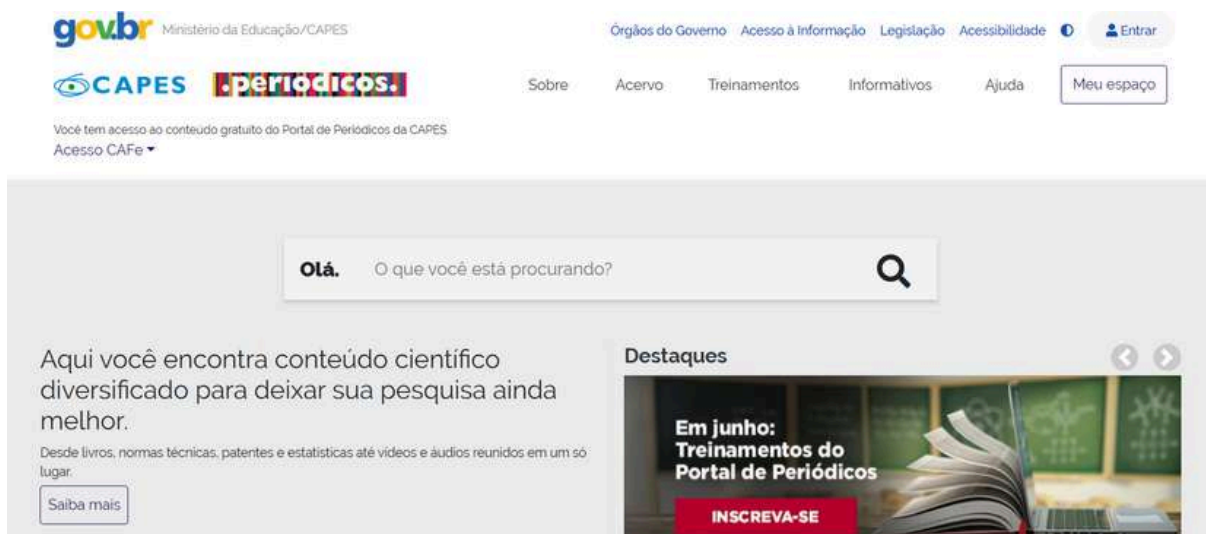 gov.br Ministério da Educação/CAPES
Órgãos do Governo Acesso à Informação Legislação Acessibilidade Entrar
CAPES .periódicos.
Sobre Acervo Treinamentos Informativos Ajuda Meu espaço
Você tem acesso ao conteúdo gratuito do Portal de Periódicos da CAPES
Acesso CAFe
Olá. O que você está procurando?
Aqui você encontra conteúdo científico
diversificado para deixar sua pesquisa ainda
melhor.
Desde livros, normas técnicas, patentes e estatísticas até vídeos e áudios reunidos em um só
lugar.
Saiba mais
Destaques
Em junho:
Treinamentos do
Portal de Periódicos
INSCREVA-SE